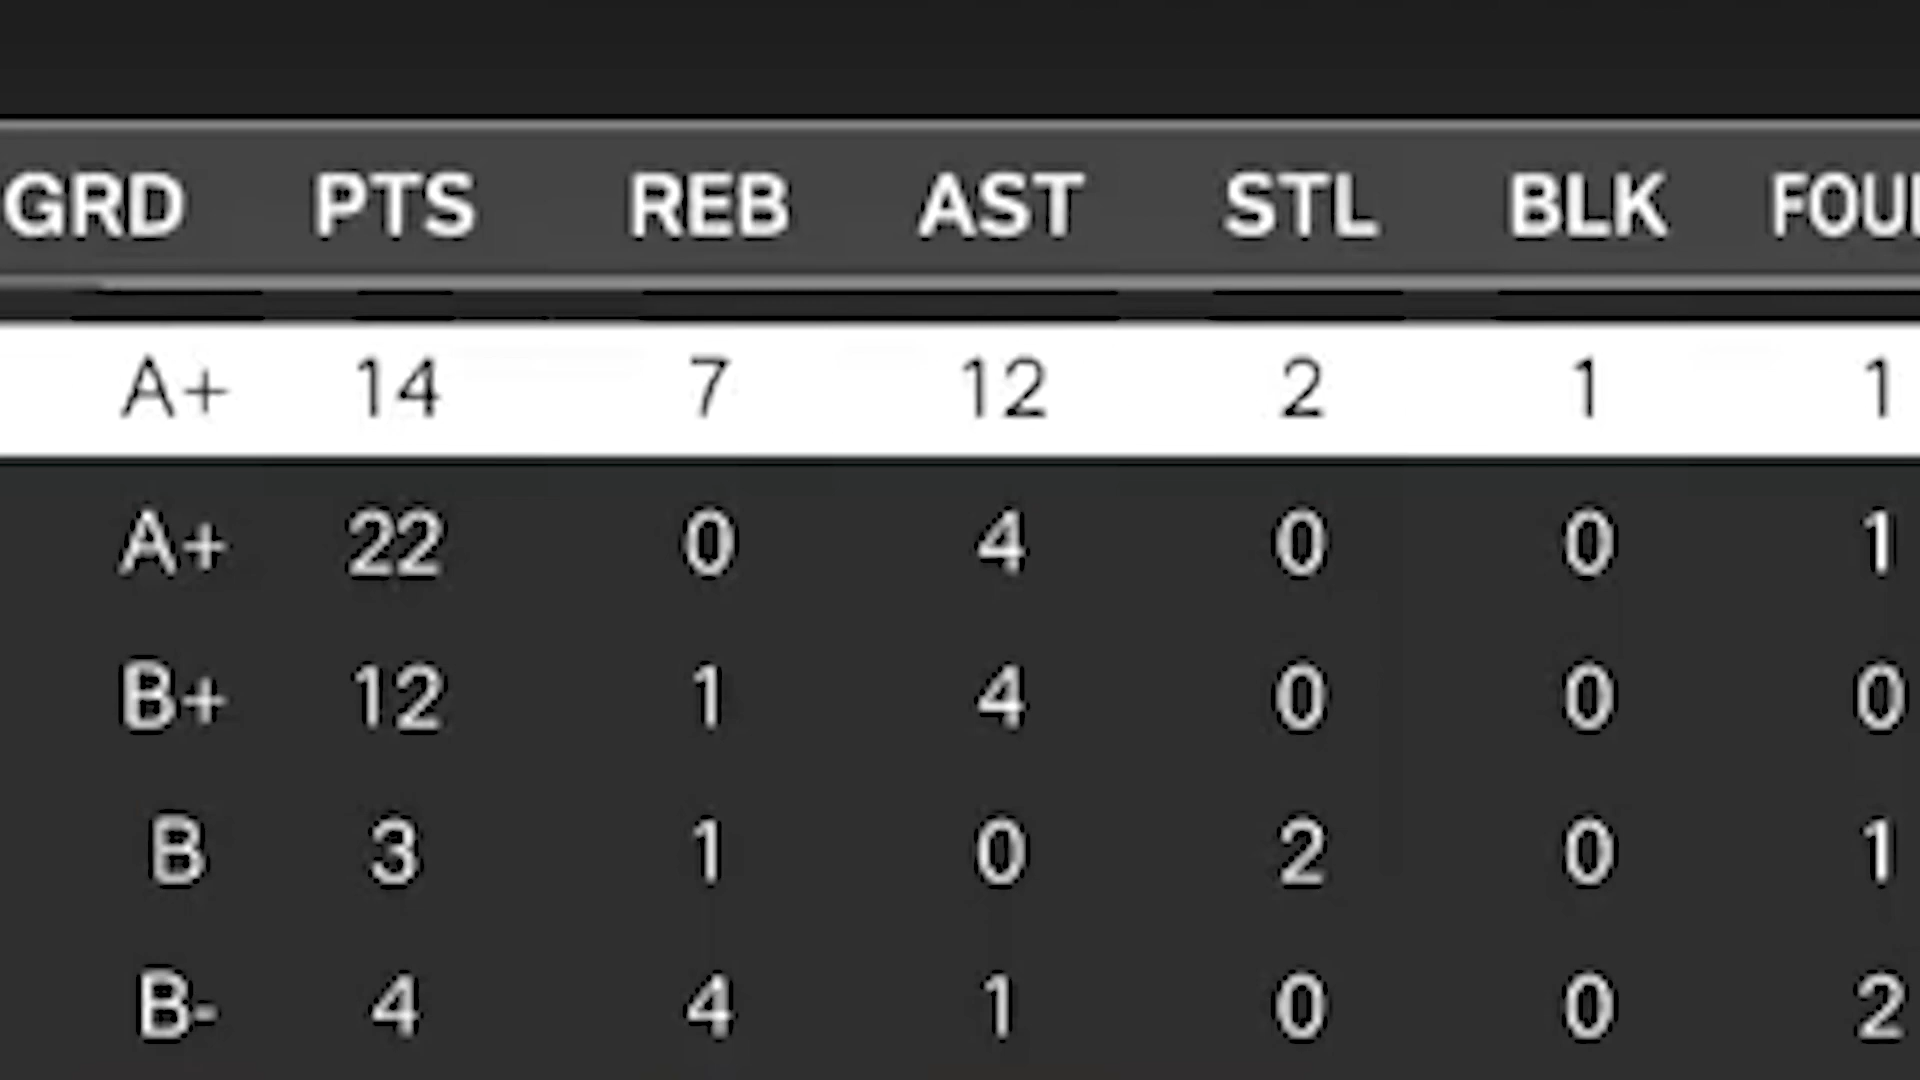 GRD PTS REB AST STL BLK FOU
A+ 14 7 12 2 1 1
A+ 22 0 4 0 0 1
B+ 12 1 4 0 0 0
B 3 1 0 2 0 1
B- 4 4 1 0 0 2